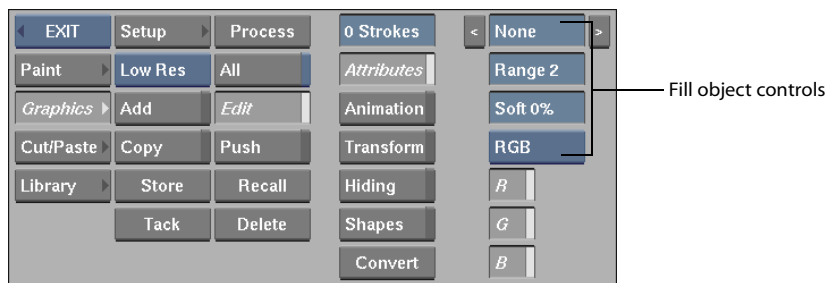 EXIT Setup Process 0 Strokes < None >
Paint Low Res All Attributes Range 2
Fill object controls
Graphics Add Edit Animation Soft 0%
Cut/Paste Copy Push Transform RGB
Library Store Recall Hiding R
Tack Delete Shapes G
Convert B